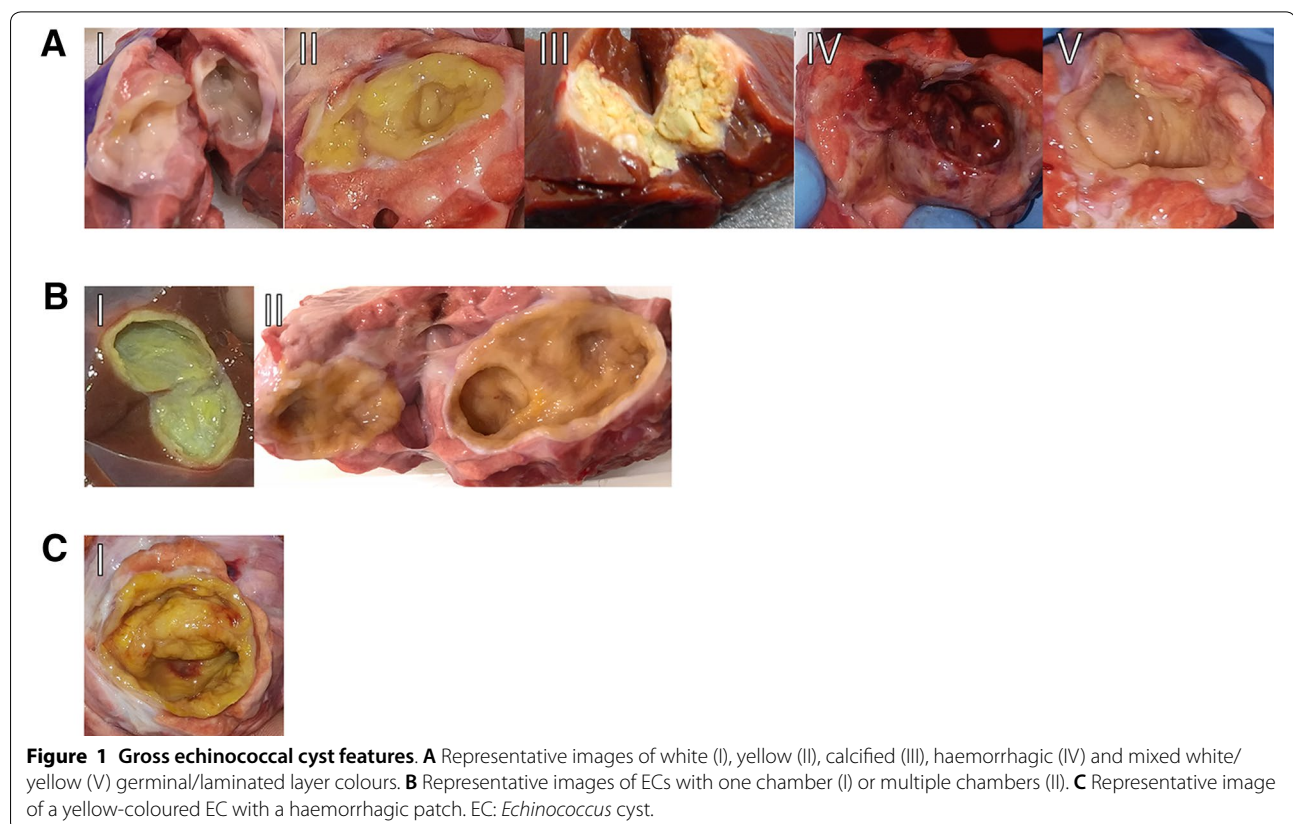 A I II III IV V
B I II
C I
Figure 1 Gross echinococcal cyst features. A Representative images of white (I), yellow (II), calcified (III), haemorrhagic (IV) and mixed white/
yellow (V) germinal/laminated layer colours. B Representative images of ECs with one chamber (I) or multiple chambers (II). C Representative image
of a yellow-coloured EC with a haemorrhagic patch. EC: Echinococcus cyst.